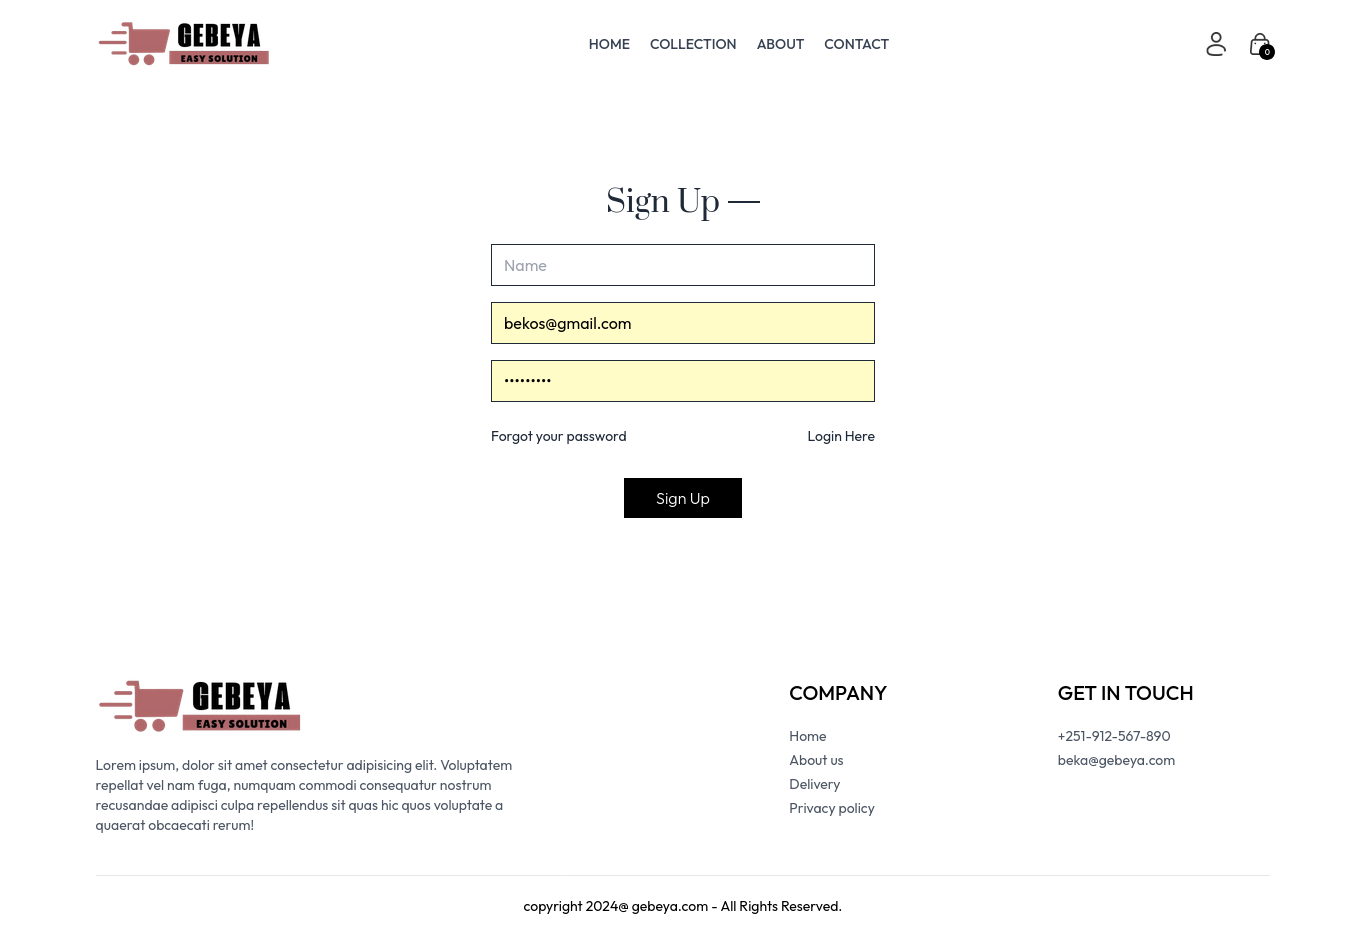 GEBEYA
EASY SOLUTION
HOME COLLECTION ABOUT CONTACT
0
Sign Up
Name
bekos@gmail.com
•••••••••
Forgot your password Login Here
Sign Up
GEBEYA
EASY SOLUTION
Lorem ipsum, dolor sit amet consectetur adipisicing elit. Voluptatem
repellat vel nam fuga, numquam commodi consequatur nostrum
recusandae adipisci culpa repellendus sit quas hic quos voluptate a
quaerat obcaecati rerum!
COMPANY
Home
About us
Delivery
Privacy policy
GET IN TOUCH
+251-912-567-890
beka@gebeya.com
copyright 2024@ gebeya.com - All Rights Reserved.